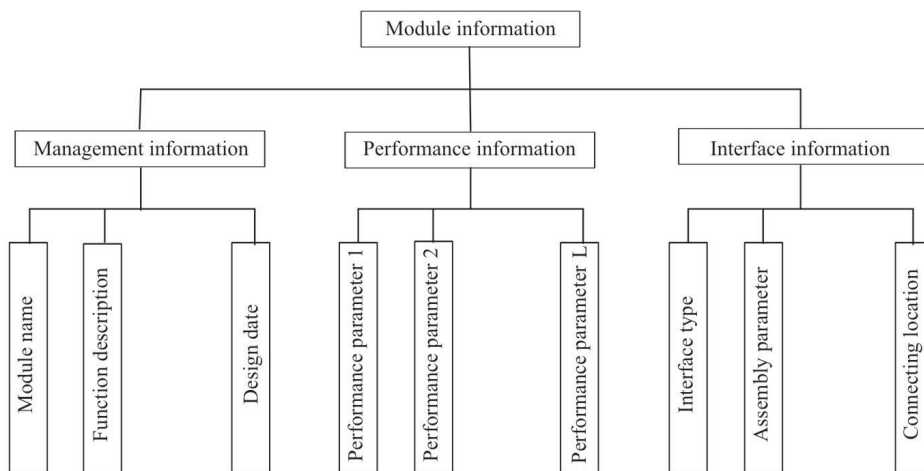 Module information
Management information
Performance information
Interface information
Module name
Function description
Design date
Performance parameter 1
Performance parameter 2
Performance parameter L
Interface type
Assembly parameter
Connecting location